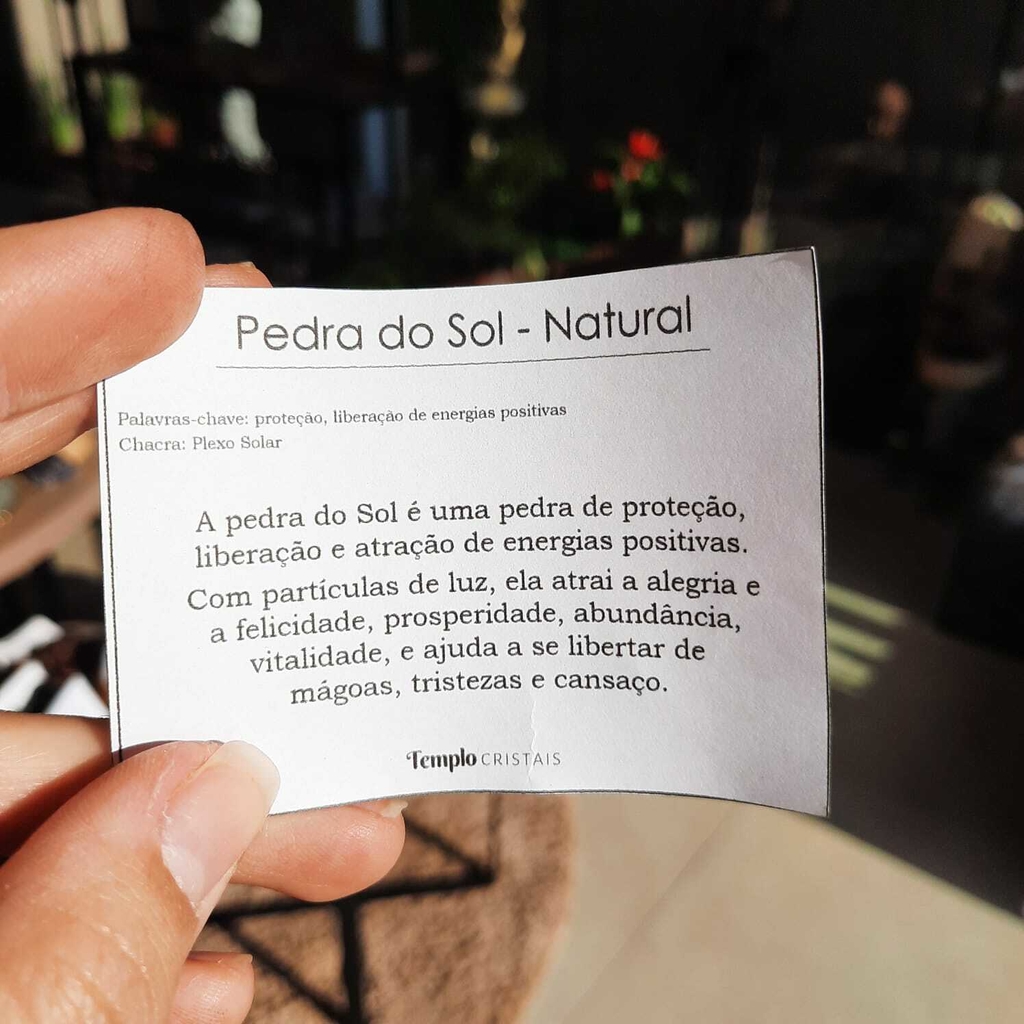 Pedra do Sol - Natural
Palavras-chave: proteção, liberação de energias positivas
Chacra: Plexo Solar
A pedra do Sol é uma pedra de proteção,
liberação e atração de energias positivas.
Com partículas de luz, ela atrai a alegria e
a felicidade, prosperidade, abundância,
vitalidade, e ajuda a se libertar de
mágoas, tristezas e cansaço.
Templo CRISTAIS